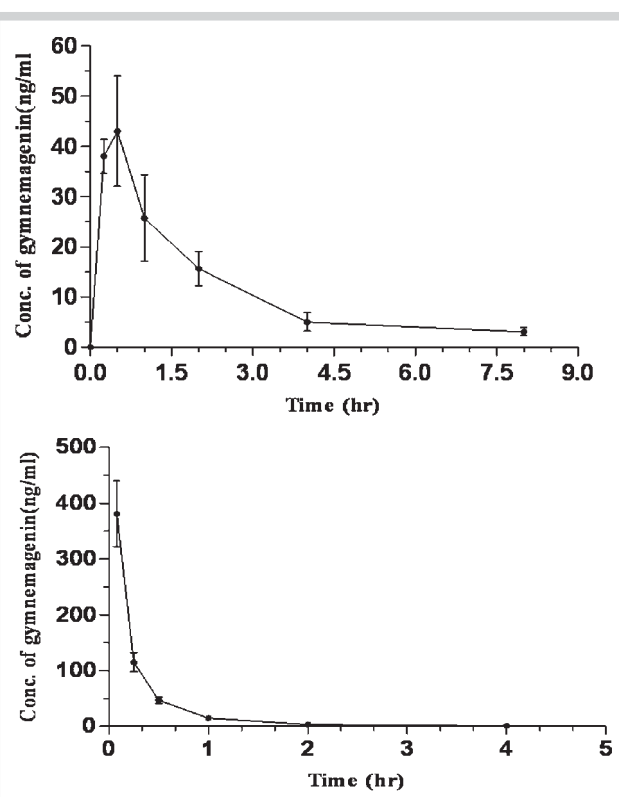 60
50
40
30
20
10
0
Conc. of gymnemagenin(ng/ml
0.0 1.5 3.0 4.5 6.0 7.5 9.0
Time (hr)
500
400
300
200
100
0
Conc. of gymnemagenin(ng/ml)
0 1 2 3 4 5
Time (hr)